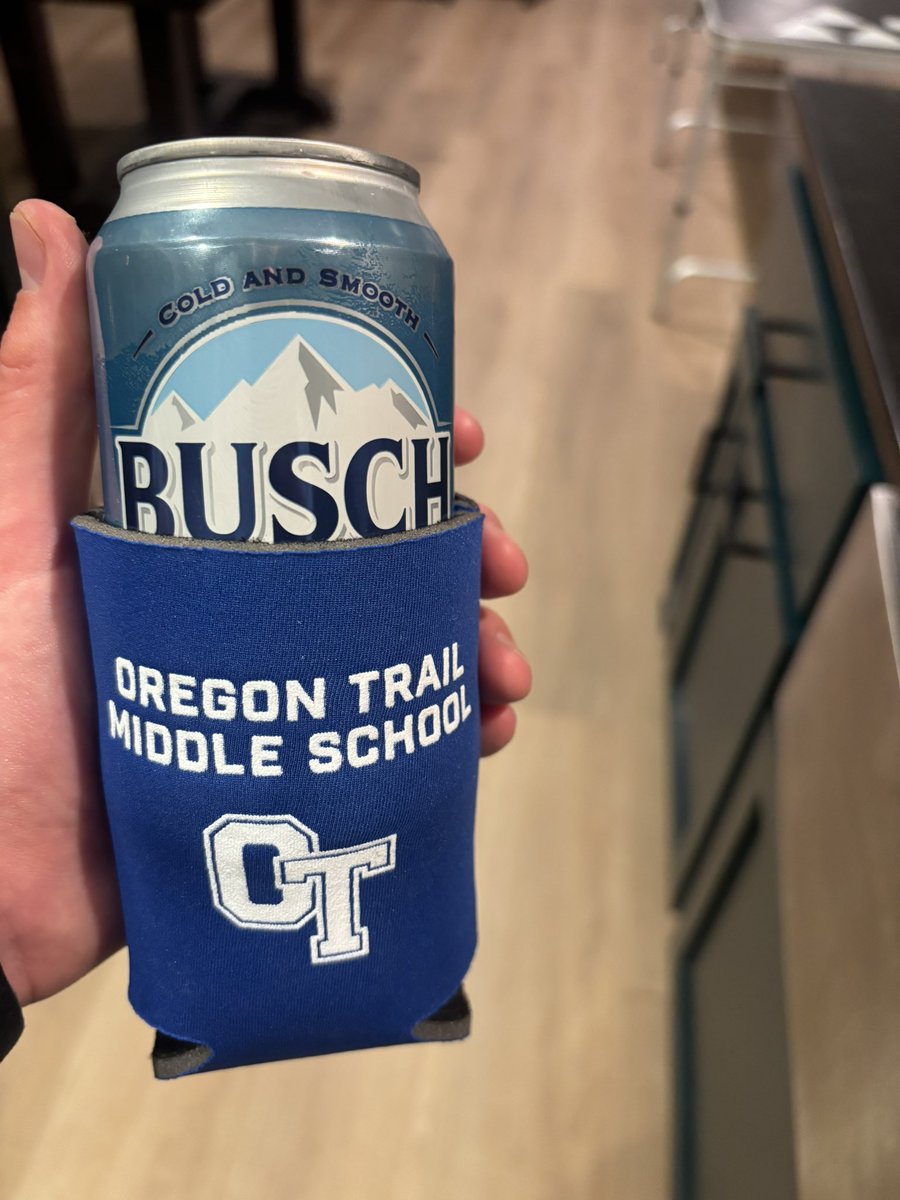 COLD AND SMOOTH
BUSCH
OREGON TRAIL
MIDDLE SCHOOL
OT